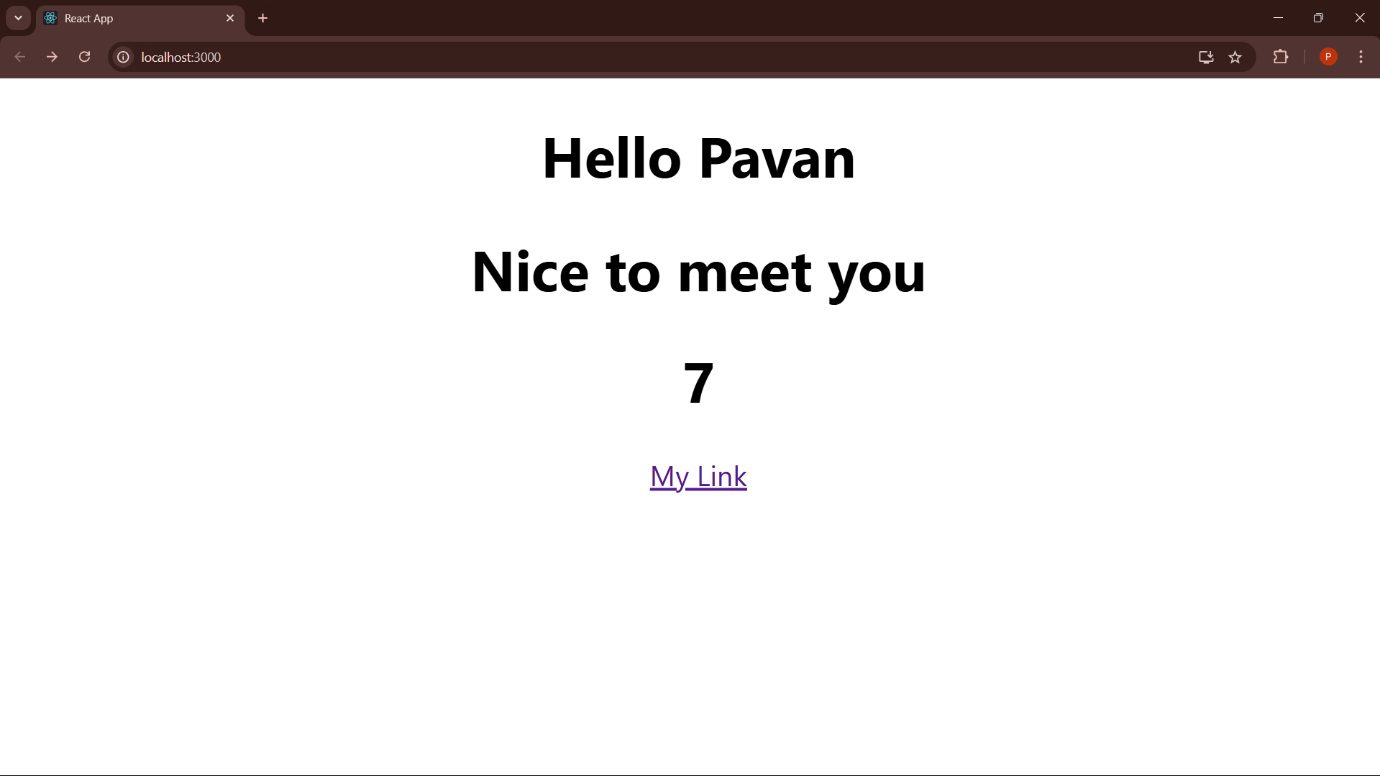 React App
localhost:3000
P
Hello Pavan
Nice to meet you
7
My Link